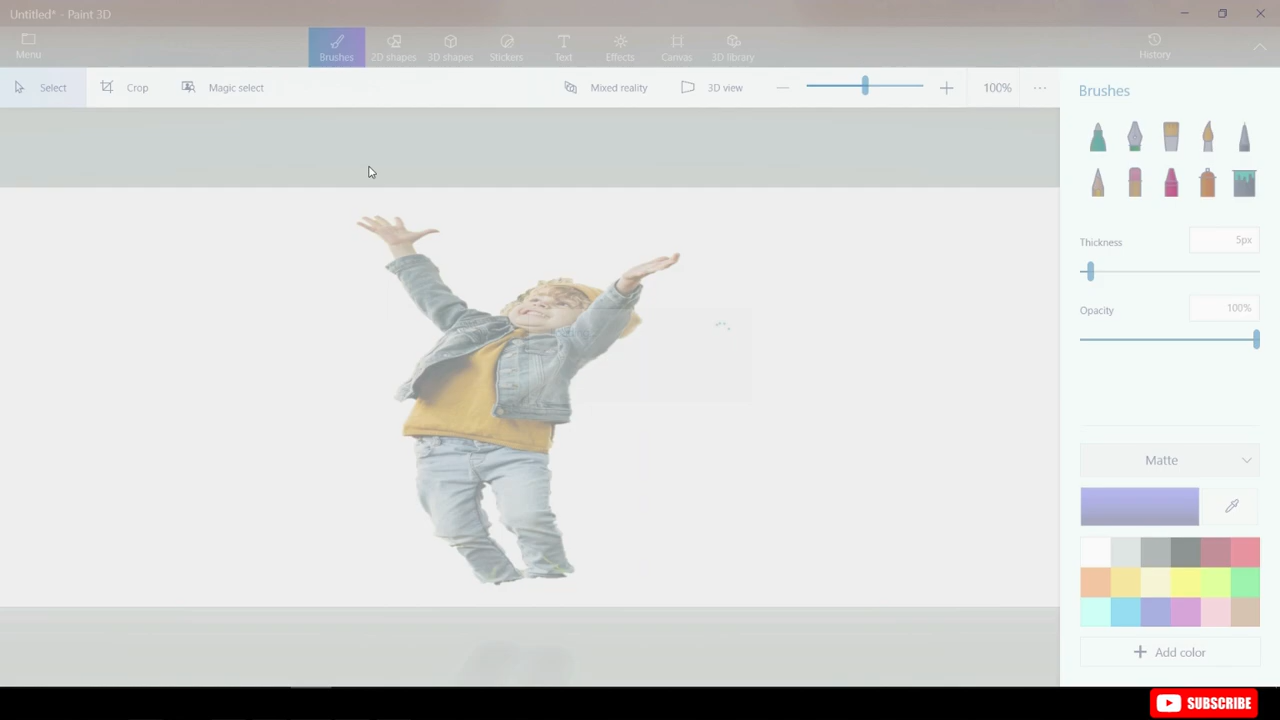 Untitled* - Paint 3D
Menu
Brushes
2D shapes
3D shapes
Stickers
Text
Effects
Canvas
3D library
History
Select
Crop
Magic select
Mixed reality
3D view
100%
Brushes
Thickness
5px
Opacity
100%
Matte
Add color
SUBSCRIBE